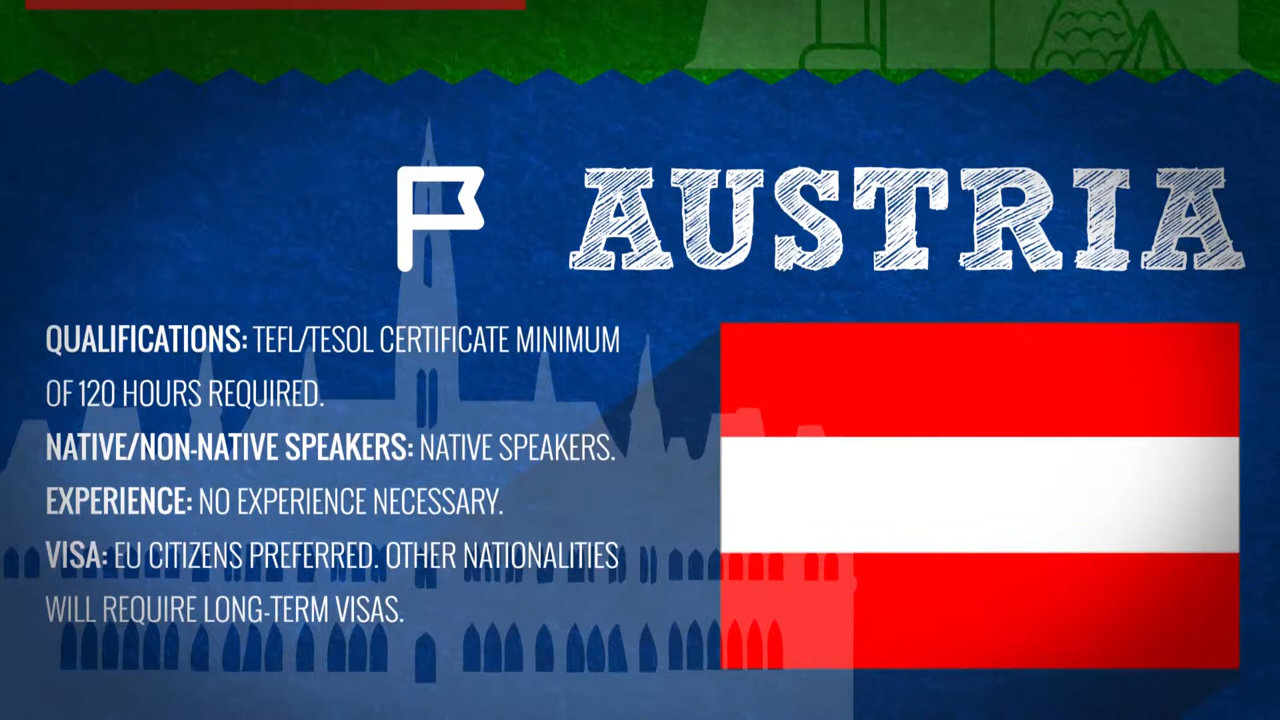 AUSTRIA
QUALIFICATIONS: TEFL/TESOL CERTIFICATE MINIMUM
OF 120 HOURS REQUIRED.
NATIVE/NON-NATIVE SPEAKERS: NATIVE SPEAKERS.
EXPERIENCE: NO EXPERIENCE NECESSARY.
VISA: EU CITIZENS PREFERRED. OTHER NATIONALITIES
WILL REQUIRE LONG-TERM VISAS.